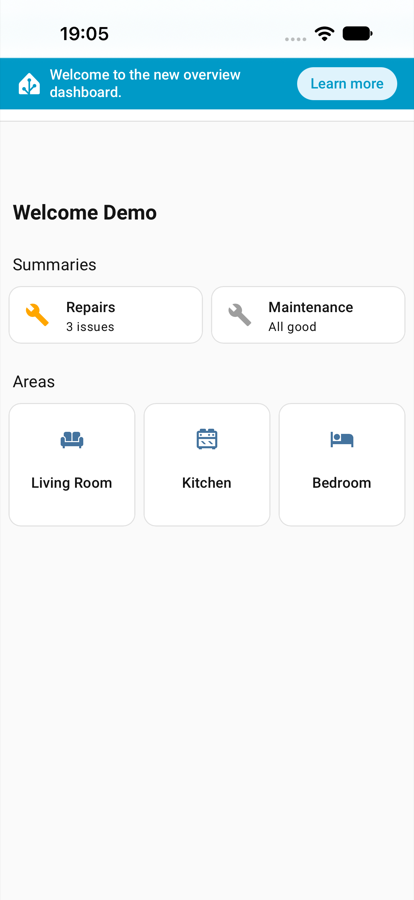 19:05
Welcome to the new overview
dashboard.
Learn more
Welcome Demo
Summaries
Repairs
3 issues
Maintenance
All good
Areas
Living Room
Kitchen
Bedroom